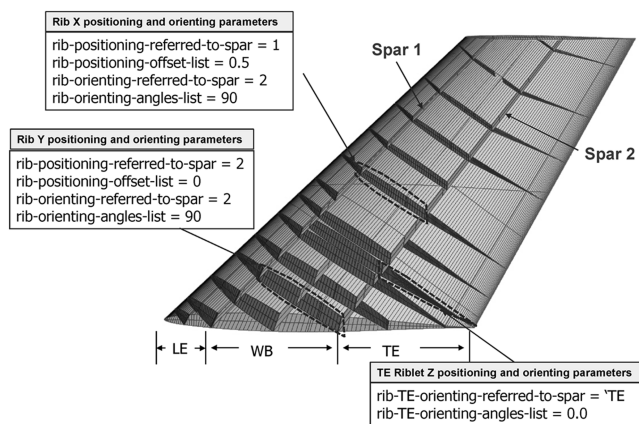 Rib X positioning and orienting parameters
rib-positioning-referred-to-spar = 1
rib-positioning-offset-list = 0.5
rib-orienting-referred-to-spar = 2
rib-orienting-angles-list = 90
Spar 1
Spar 2
Rib Y positioning and orienting parameters
rib-positioning-referred-to-spar = 2
rib-positioning-offset-list = 0
rib-orienting-referred-to-spar = 2
rib-orienting-angles-list = 90
LE
WB
TE
TE Riblet Z positioning and orienting parameters
rib-TE-orienting-referred-to-spar = ‘TE
rib-TE-orienting-angles-list = 0.0